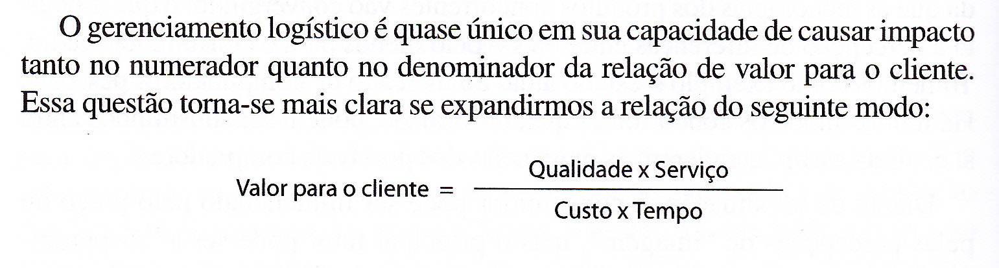 O gerenciamento logístico é quase único em sua capacidade de causar impacto
tanto no numerador quanto no denominador da relação de valor para o cliente.
Essa questão torna-se mais clara se expandirmos a relação do seguinte modo:
Valor para o cliente = Qualidade x Serviço
Custo x Tempo